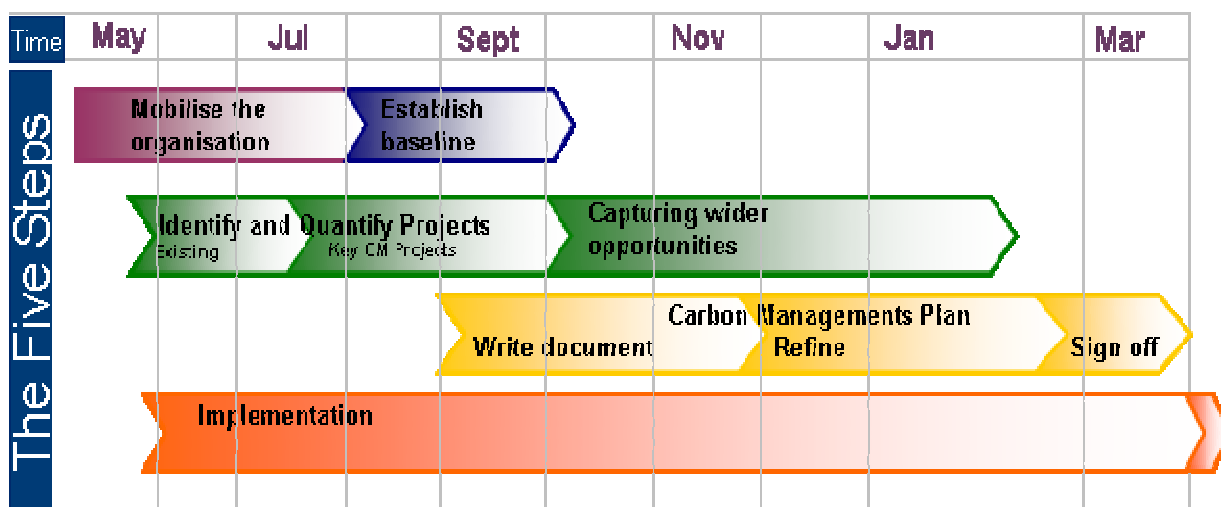 Time
May
Jul
Sept
Nov
Jan
Mar
The Five Steps
Mobilise the
organisation
Establish
baseline
Identify and Quantify Projects
Existing
Key CM Projects
Capturing wider
opportunities
Carbon Managements Plan
Write document
Refine
Sign off
Implementation